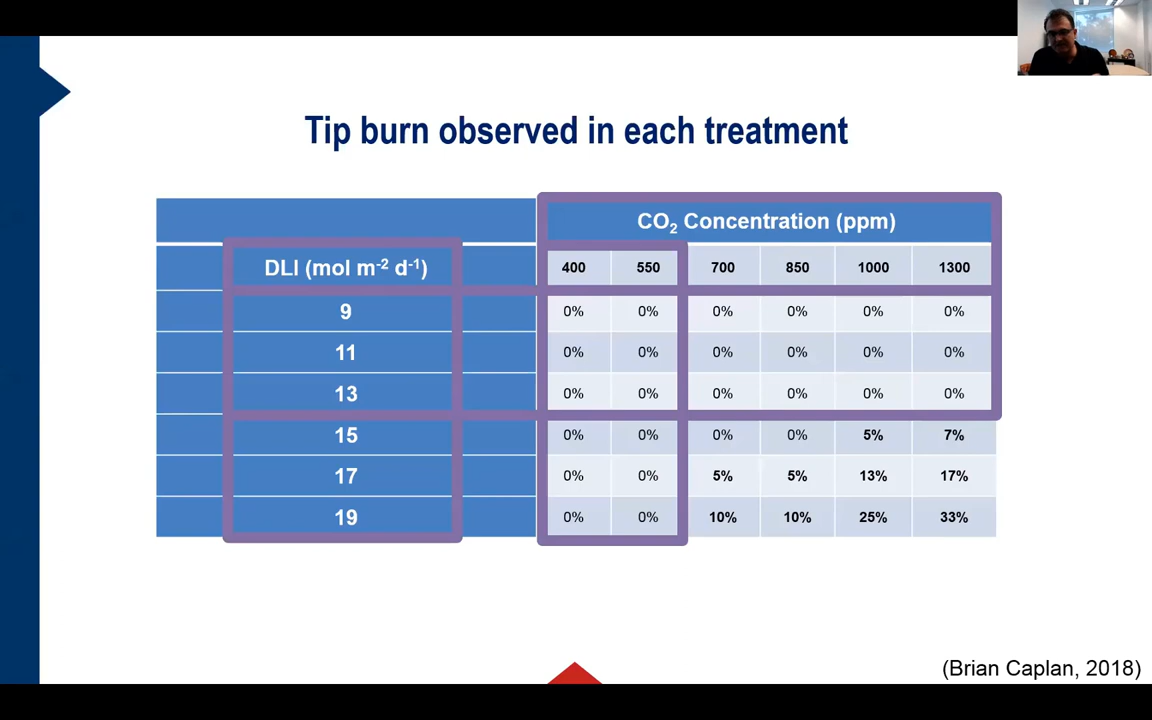 Tip burn observed in each treatment
CO₂ Concentration (ppm)
DLI (mol m⁻² d⁻¹) 400 550 700 850 1000 1300
9 0% 0% 0% 0% 0% 0%
11 0% 0% 0% 0% 0% 0%
13 0% 0% 0% 0% 0% 0%
15 0% 0% 0% 0% 5% 7%
17 0% 0% 5% 5% 13% 17%
19 0% 0% 10% 10% 25% 33%
(Brian Caplan, 2018)